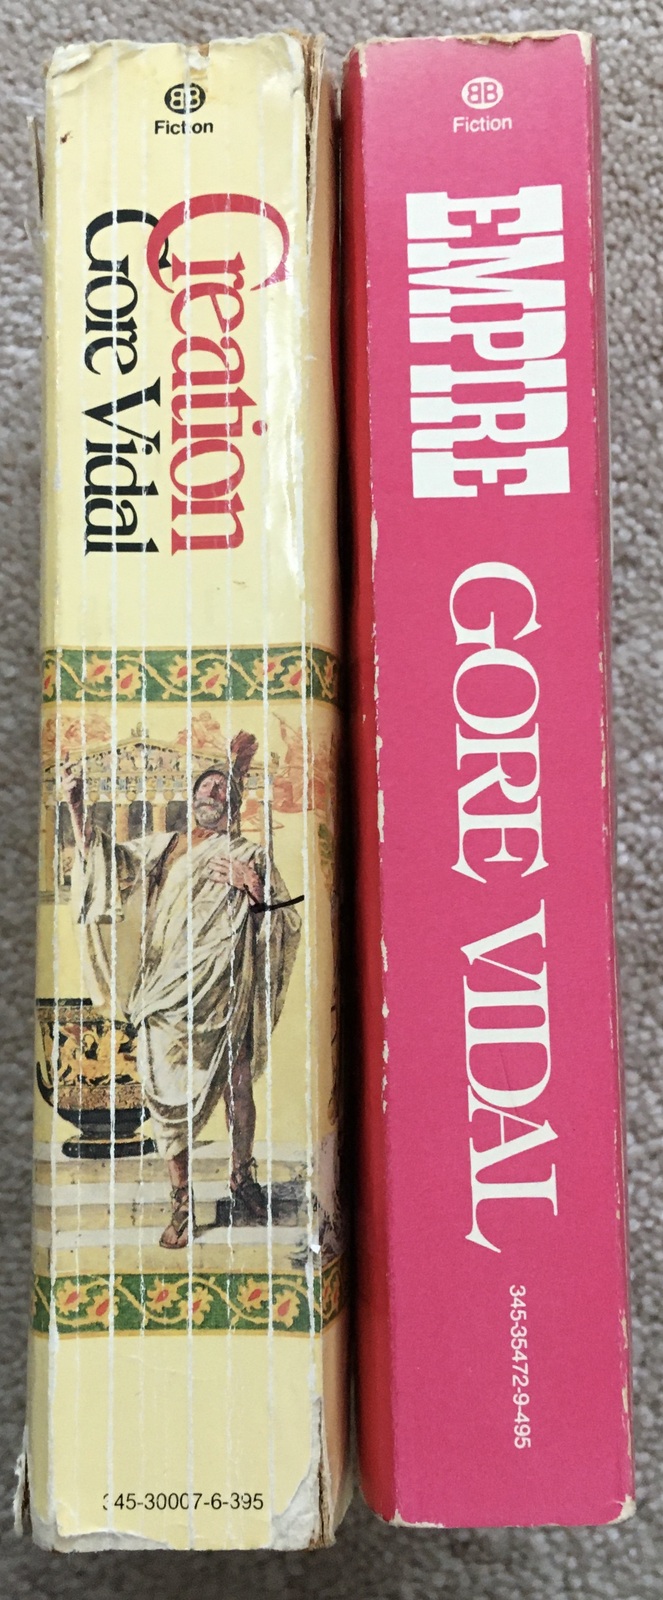 BB
Fiction
Creation
Gore Vidal
345-30007-6-395
BB
Fiction
EMPIRE
GORE VIDAL
345-35472-9-495